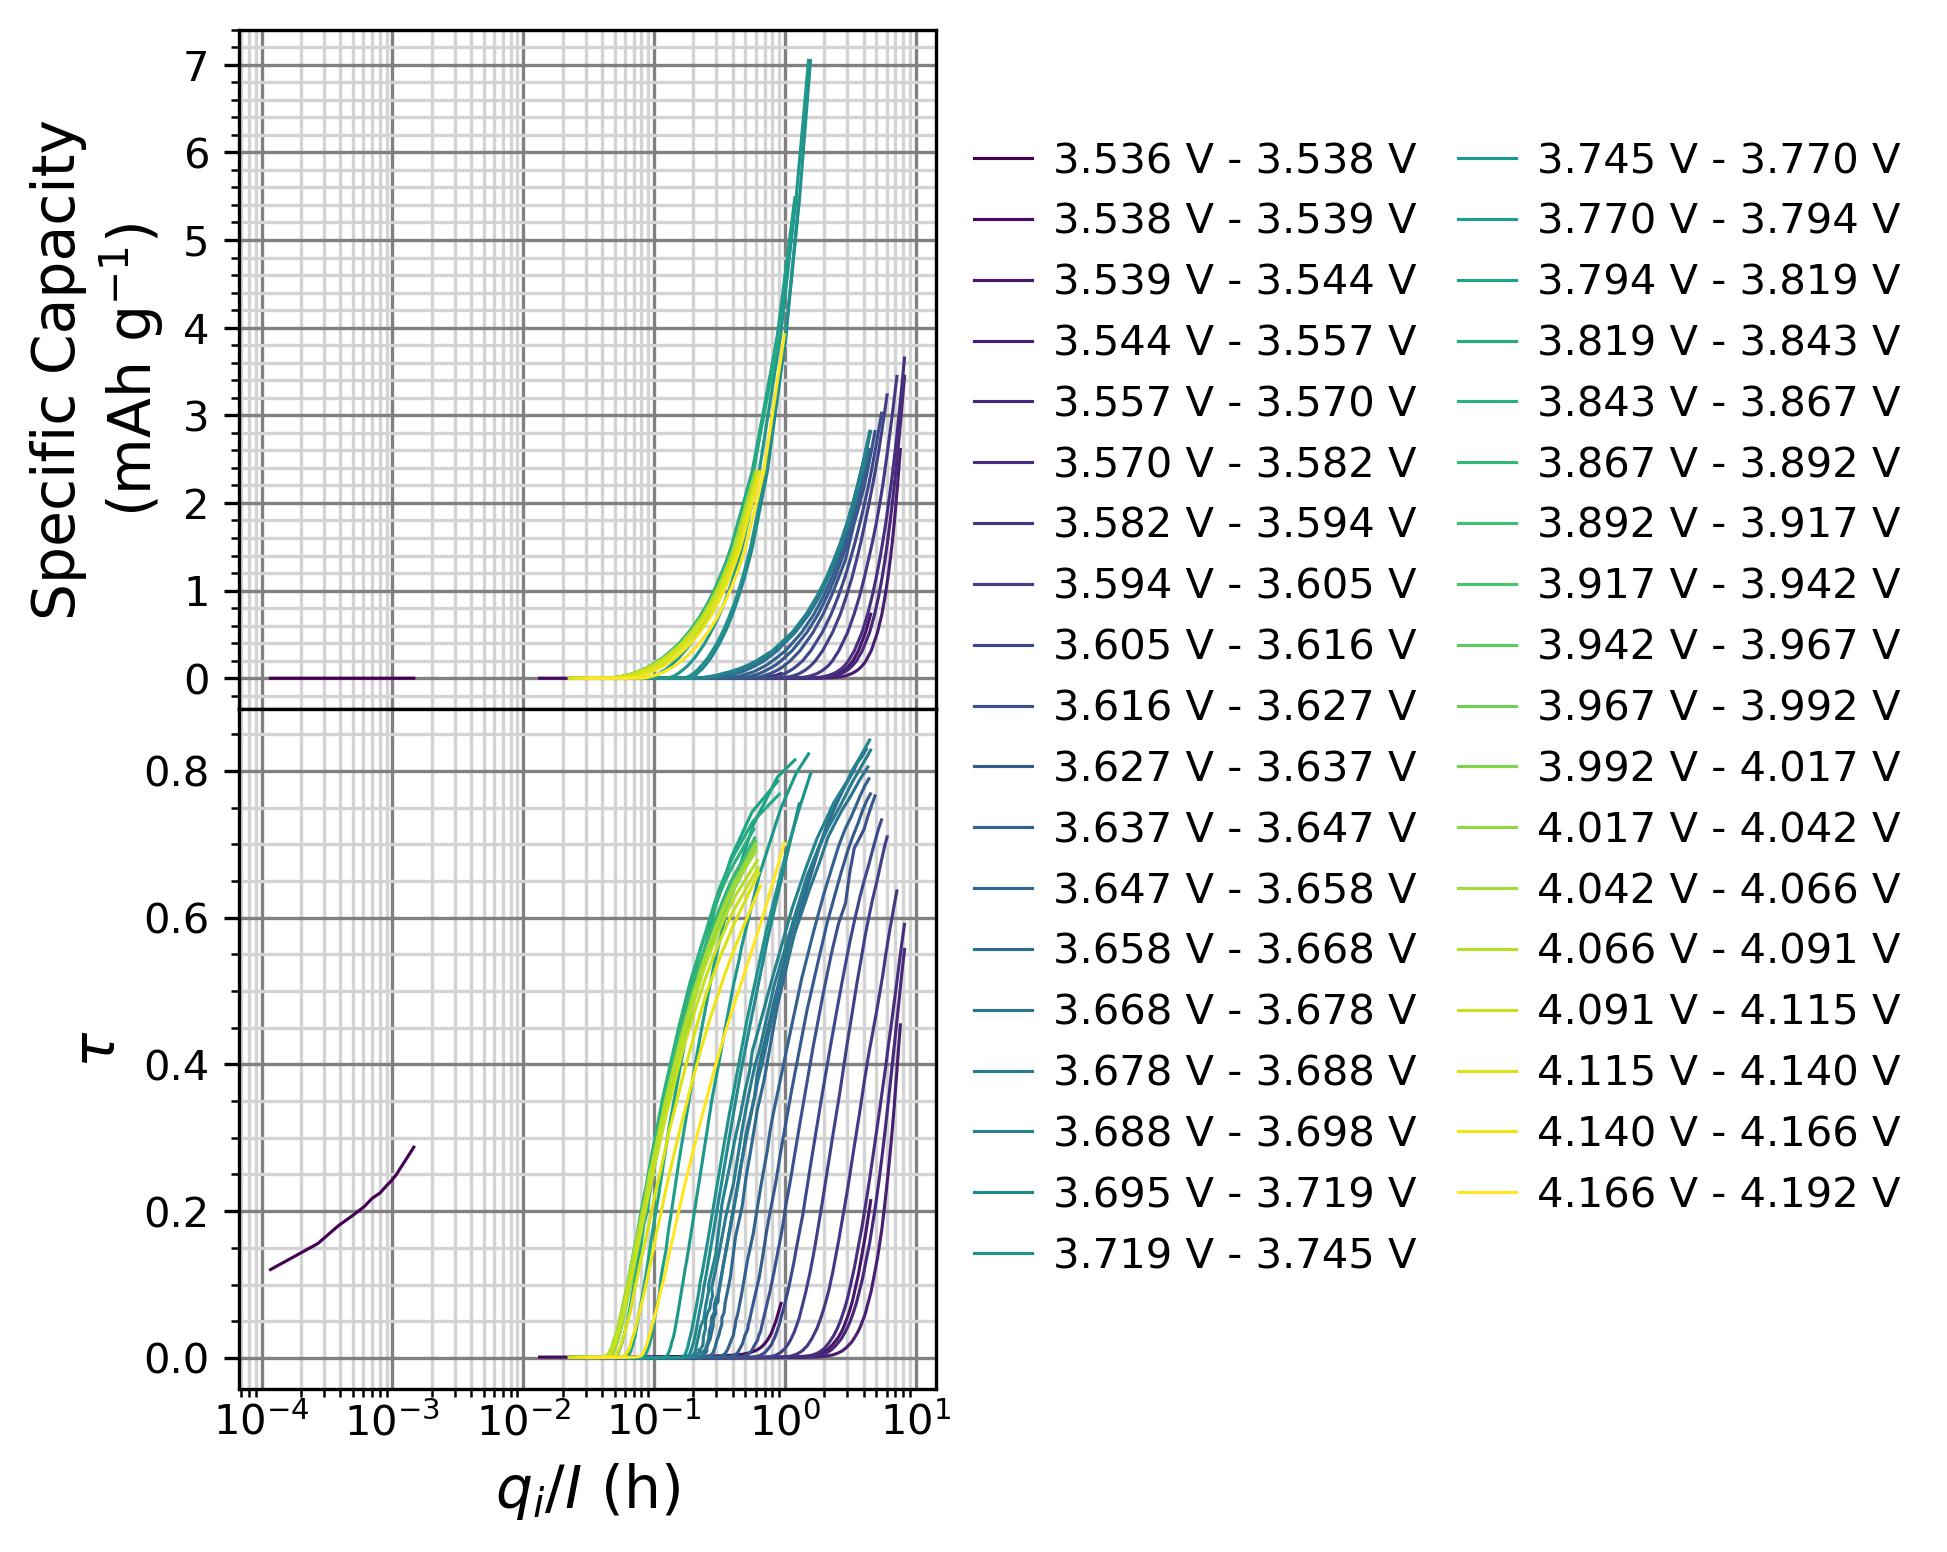 Specific Capacity
(mAh g⁻¹)
7
6
5
4
3
2
1
0
τ
0.8
0.6
0.4
0.2
0.0
10⁻⁴ 10⁻³ 10⁻² 10⁻¹ 10⁰ 10¹
qᵢ/I (h)
3.536 V - 3.538 V
3.538 V - 3.539 V
3.539 V - 3.544 V
3.544 V - 3.557 V
3.557 V - 3.570 V
3.570 V - 3.582 V
3.582 V - 3.594 V
3.594 V - 3.605 V
3.605 V - 3.616 V
3.616 V - 3.627 V
3.627 V - 3.637 V
3.637 V - 3.647 V
3.647 V - 3.658 V
3.658 V - 3.668 V
3.668 V - 3.678 V
3.678 V - 3.688 V
3.688 V - 3.698 V
3.695 V - 3.719 V
3.719 V - 3.745 V
3.745 V - 3.770 V
3.770 V - 3.794 V
3.794 V - 3.819 V
3.819 V - 3.843 V
3.843 V - 3.867 V
3.867 V - 3.892 V
3.892 V - 3.917 V
3.917 V - 3.942 V
3.942 V - 3.967 V
3.967 V - 3.992 V
3.992 V - 4.017 V
4.017 V - 4.042 V
4.042 V - 4.066 V
4.066 V - 4.091 V
4.091 V - 4.115 V
4.115 V - 4.140 V
4.140 V - 4.166 V
4.166 V - 4.192 V